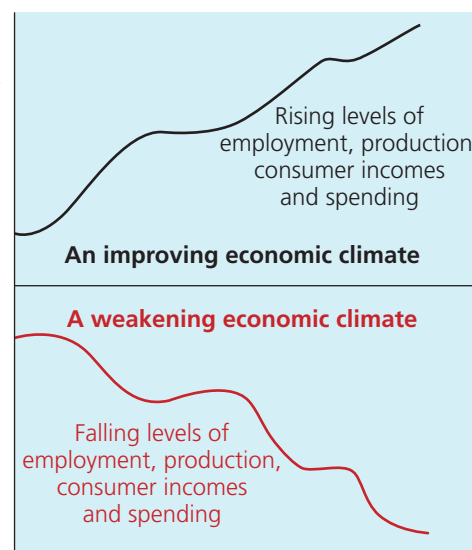 Rising levels of
employment, production
consumer incomes
and spending
An improving economic climate
A weakening economic climate
Falling levels of
employment, production,
consumer incomes
and spending